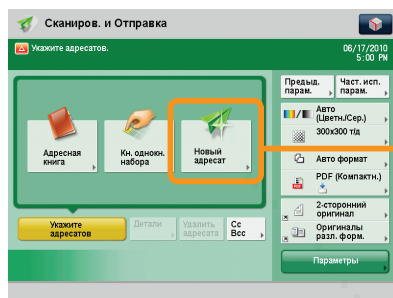 Сканиров. и Отправка
Укажите адресатов.
06/17/2010
5:00 PM
Предыд.
парам.
Част. исп.
парам.
Авто
(Цветн./Сер.)
300x300 т/д
Адресная
книга
Кн. однокн.
набора
Новый
адресат
Авто формат
PDF (Компактн.)
2-сторонний
оригинал
Укажите
адресатов
Детали
Удалить
адресата
Cc
Bcc
Оригиналы
разл. форм.
Параметры